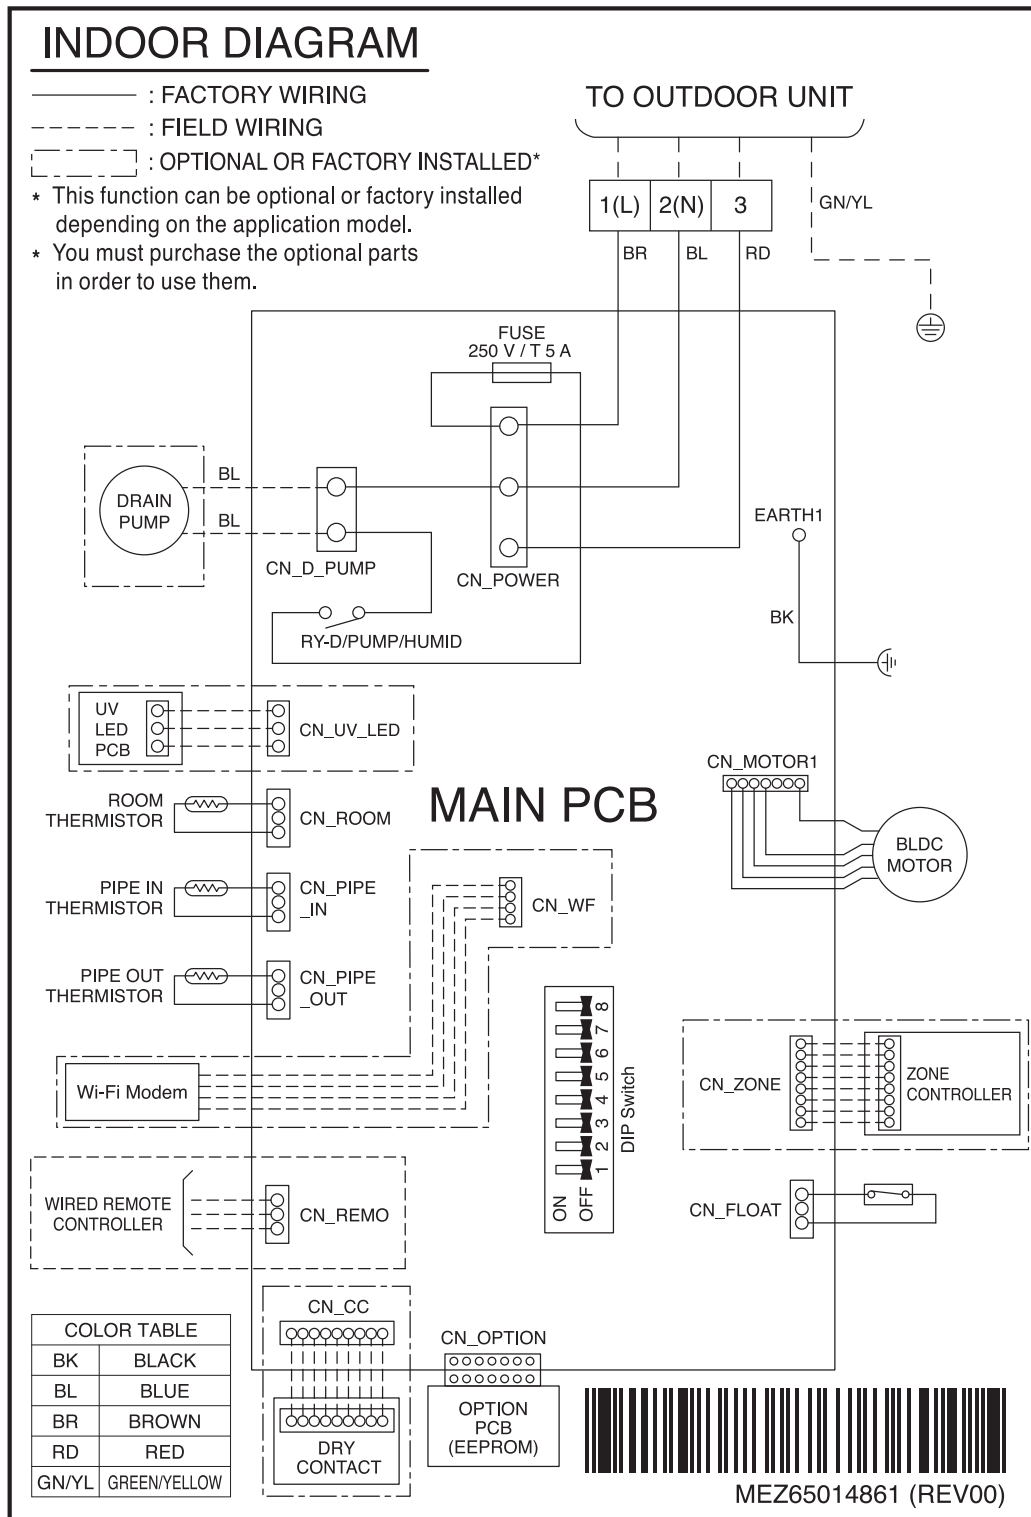 INDOOR DIAGRAM
: FACTORY WIRING
: FIELD WIRING
: OPTIONAL OR FACTORY INSTALLED*
* This function can be optional or factory installed
depending on the application model.
* You must purchase the optional parts
in order to use them.
TO OUTDOOR UNIT
1(L) 2(N) 3
GN/YL
BR BL RD
FUSE
250 V / T 5 A
DRAIN
PUMP
BL
BL
CN_D_PUMP
CN_POWER
RY-D/PUMP/HUMID
EARTH1
BK
UV
LED
PCB
CN_UV_LED
ROOM
THERMISTOR
CN_ROOM
MAIN PCB
CN_MOTOR1
BLDC
MOTOR
PIPE IN
THERMISTOR
CN_PIPE
_IN
CN_WF
PIPE OUT
THERMISTOR
CN_PIPE
_OUT
Wi-Fi Modem
8
7
6
5
4
3
2
1
ON
OFF
DIP Switch
CN_ZONE
ZONE
CONTROLLER
WIRED REMOTE
CONTROLLER
CN_REMO
CN_FLOAT
CN_CC
DRY
CONTACT
CN_OPTION
OPTION
PCB
(EEPROM)
COLOR TABLE
BK BLACK
BL BLUE
BR BROWN
RD RED
GN/YL GREEN/YELLOW
MEZ65014861 (REV00)